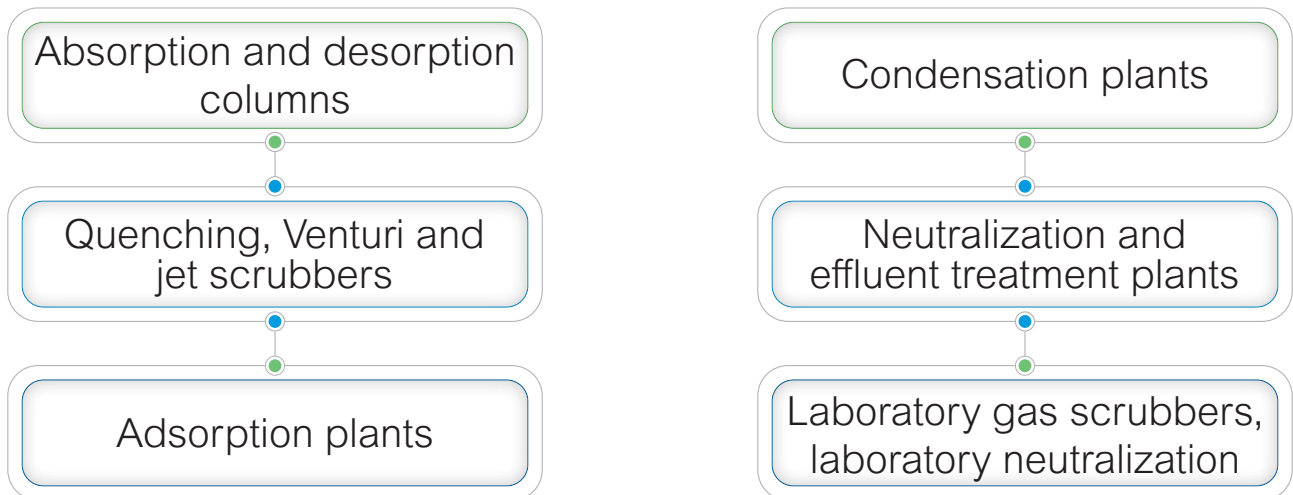 Absorption and desorption
columns
Quenching, Venturi and
jet scrubbers
Adsorption plants
Condensation plants
Neutralization and
effluent treatment plants
Laboratory gas scrubbers,
laboratory neutralization